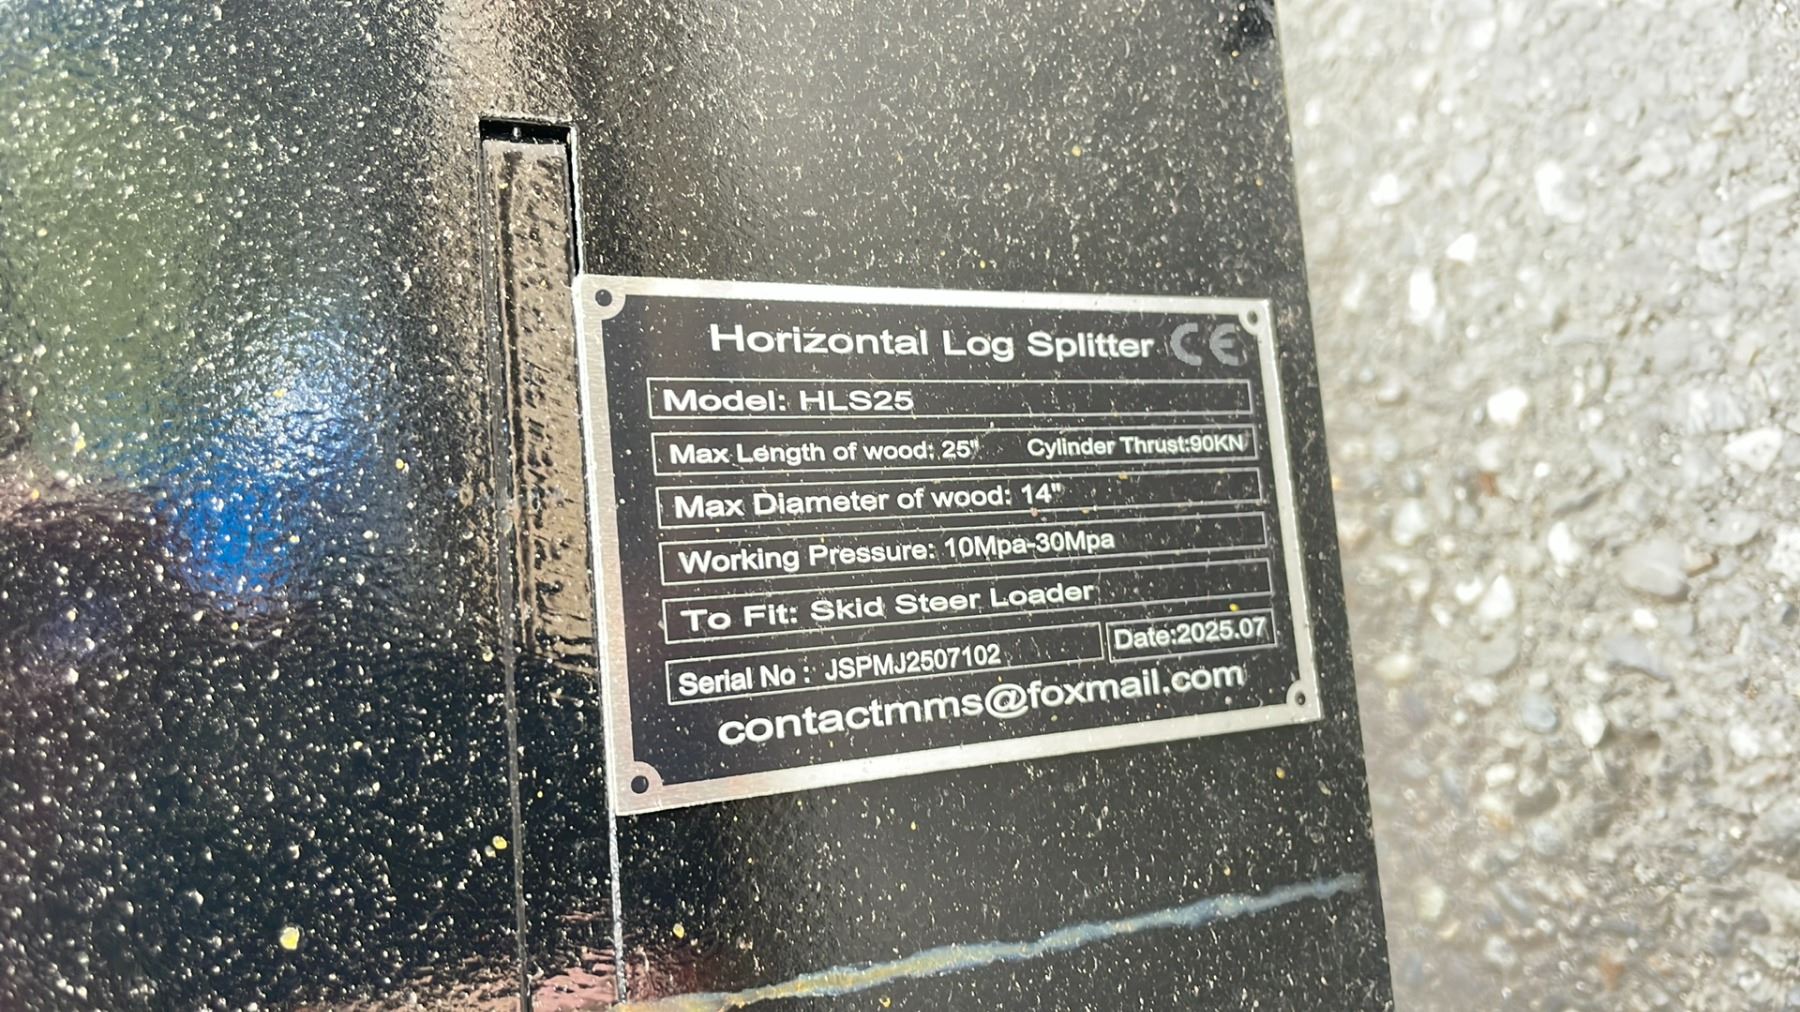 Horizontal Log Splitter CE
Model: HLS25
Max Length of wood: 25" Cylinder Thrust:90KN
Max Diameter of wood: 14"
Working Pressure: 10Mpa-30Mpa
To Fit: Skid Steer Loader
Serial No : JSPMJ2507102 Date:2025.07
contactmms@foxmail.com